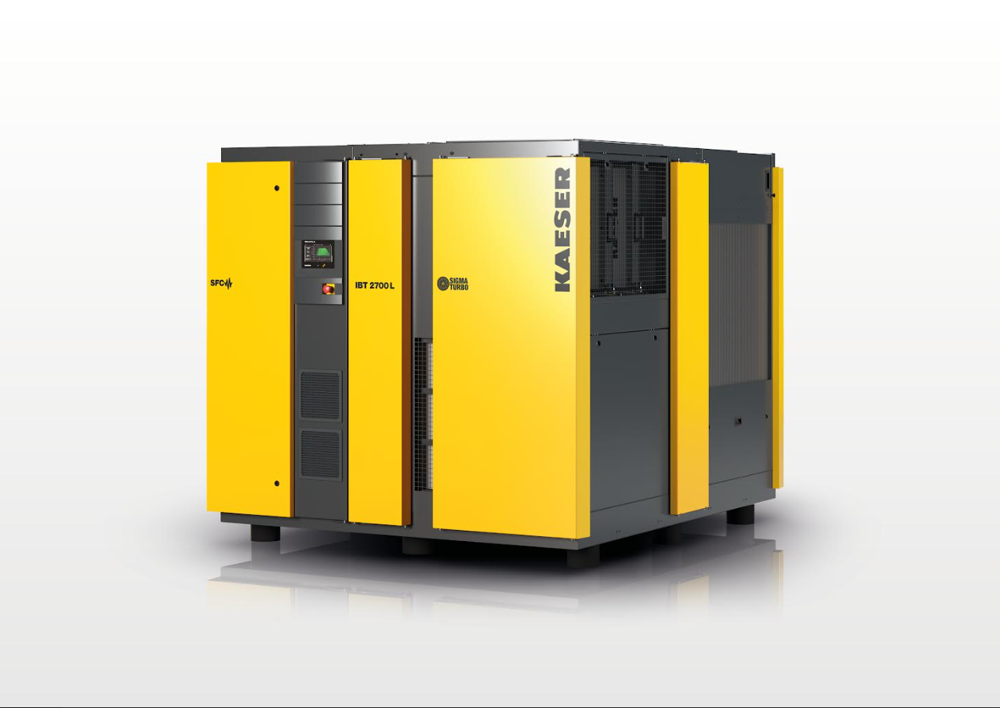 SFC
IBT 2700 L
SIGMA
TURBO
KAESER